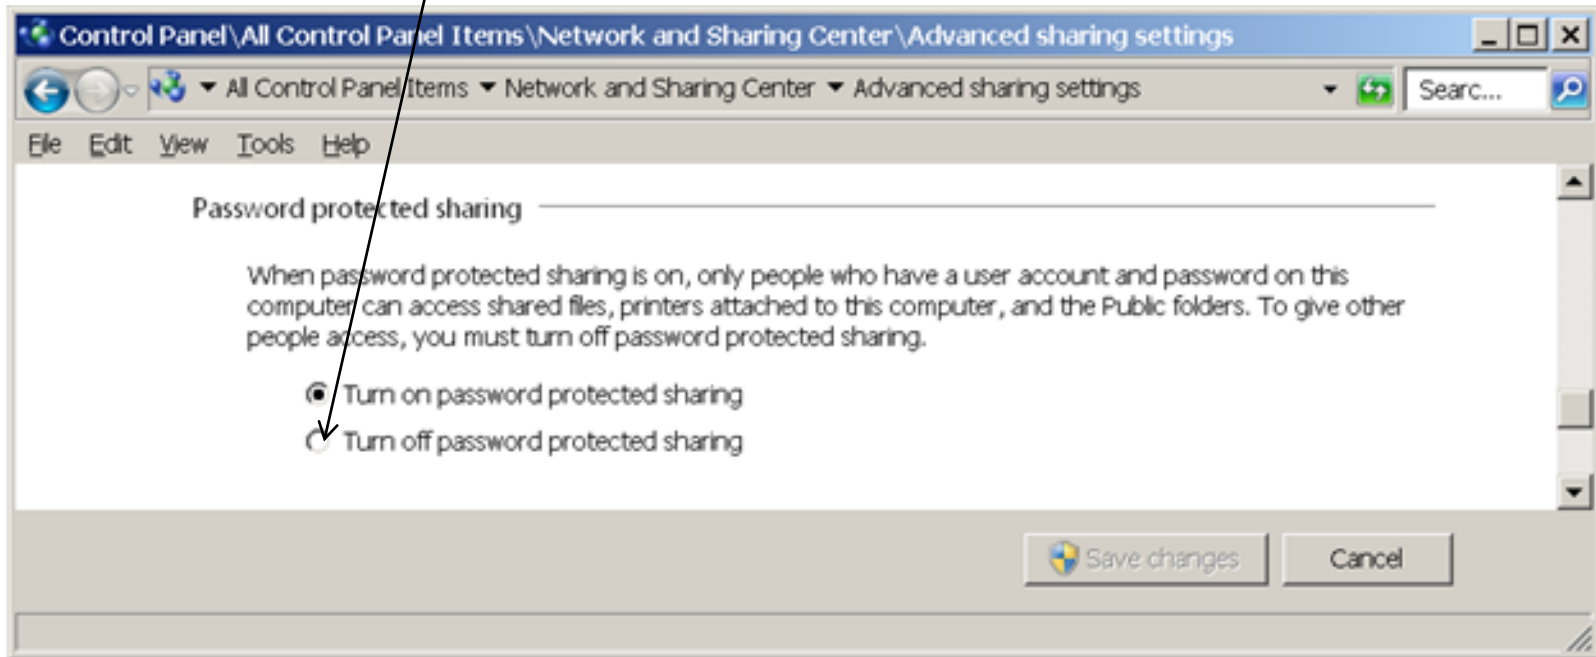 Control Panel\All Control Panel Items\Network and Sharing Center\Advanced sharing settings
All Control Panel Items Network and Sharing Center Advanced sharing settings Searc...
File Edit View Tools Help
Password protected sharing
When password protected sharing is on, only people who have a user account and password on this
computer can access shared files, printers attached to this computer, and the Public folders. To give other
people access, you must turn off password protected sharing.
Turn on password protected sharing
Turn off password protected sharing
Save changes Cancel